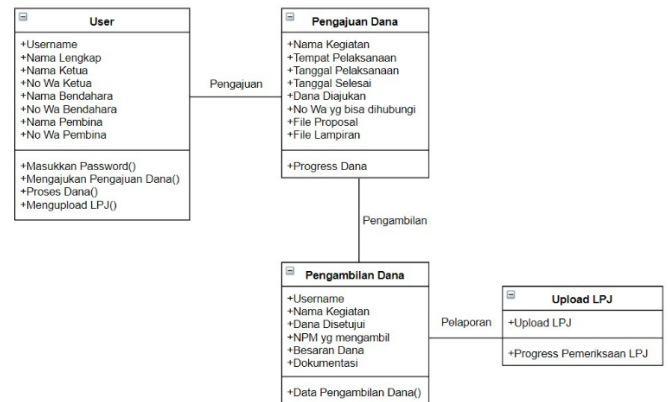 User
+Username
+Nama Lengkap
+Nama Ketua
+No Wa Ketua
+Nama Bendahara
+No Wa Bendahara
+Nama Pembina
+No Wa Pembina
+Masukkan Password()
+Mengajukan Pengajuan Dana()
+Proses Dana()
+Mengupload LPJ()
Pengajuan
Pengajuan Dana
+Nama Kegiatan
+Tempat Pelaksanaan
+Tanggal Pelaksanaan
+Tanggal Selesai
+Dana Diajukan
+No Wa yg bisa dihubungi
+File Proposal
+File Lampiran
+Progress Dana
Pengambilan
Pengambilan Dana
+Username
+Nama Kegiatan
+Dana Disetujui
+NPM yg mengambil
+Besaran Dana
+Dokumentasi
+Data Pengambilan Dana()
Pelaporan
Upload LPJ
+Upload LPJ
+Progress Pemeriksaan LPJ